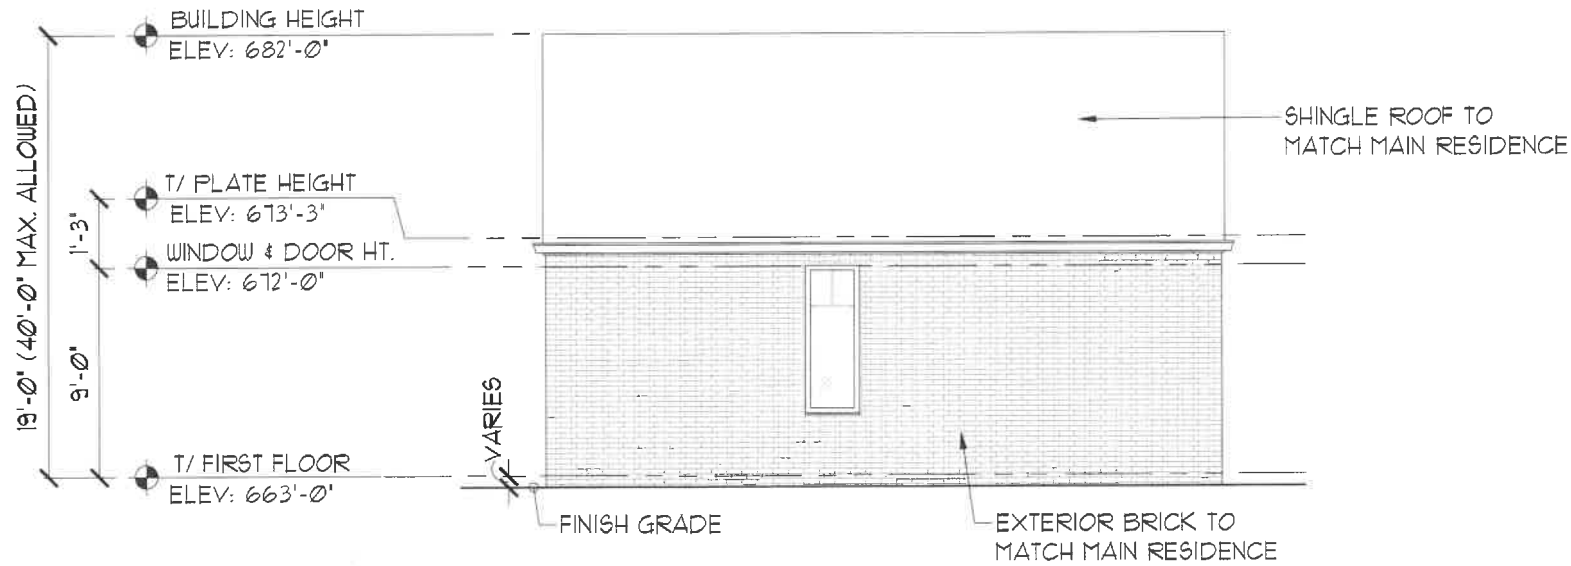 BUILDING HEIGHT
ELEV: 682'-0"
19'-0" (40'-0" MAX. ALLOWED)
SHINGLE ROOF TO
MATCH MAIN RESIDENCE
T/ PLATE HEIGHT
ELEV: 673'-3"
1'-3"
WINDOW & DOOR HT.
ELEV: 672'-0"
9'-0"
VARIES
T/ FIRST FLOOR
ELEV: 663'-0"
FINISH GRADE
EXTERIOR BRICK TO
MATCH MAIN RESIDENCE